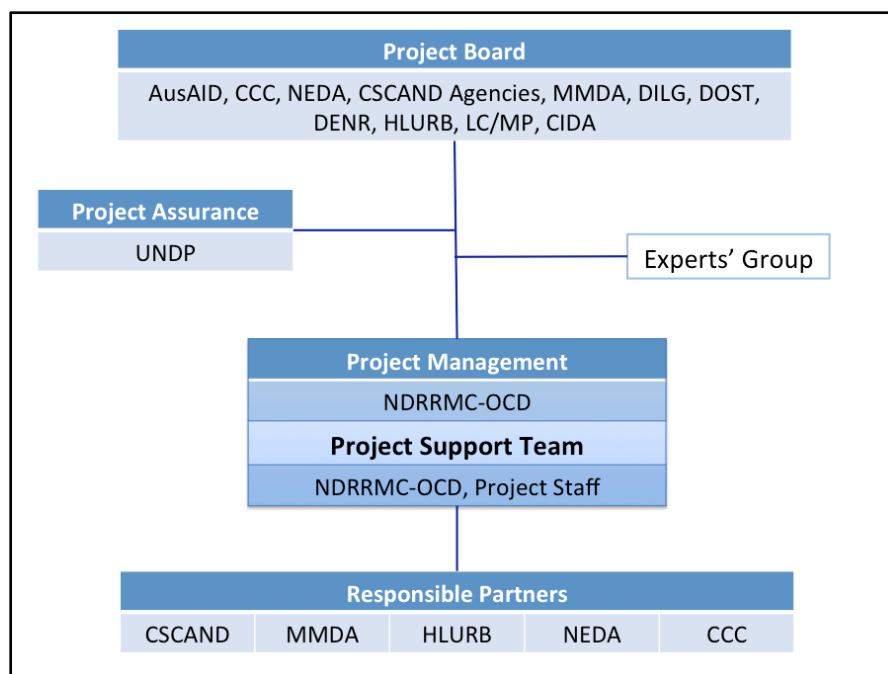 Project Board
AusAID, CCC, NEDA, CSCAND Agencies, MMDA, DILG, DOST,
DENR, HLURB, LC/MP, CIDA
Project Assurance
UNDP
Experts’ Group
Project Management
NDRRMC-OCD
Project Support Team
NDRRMC-OCD, Project Staff
Responsible Partners
CSCAND MMDA HLURB NEDA CCC